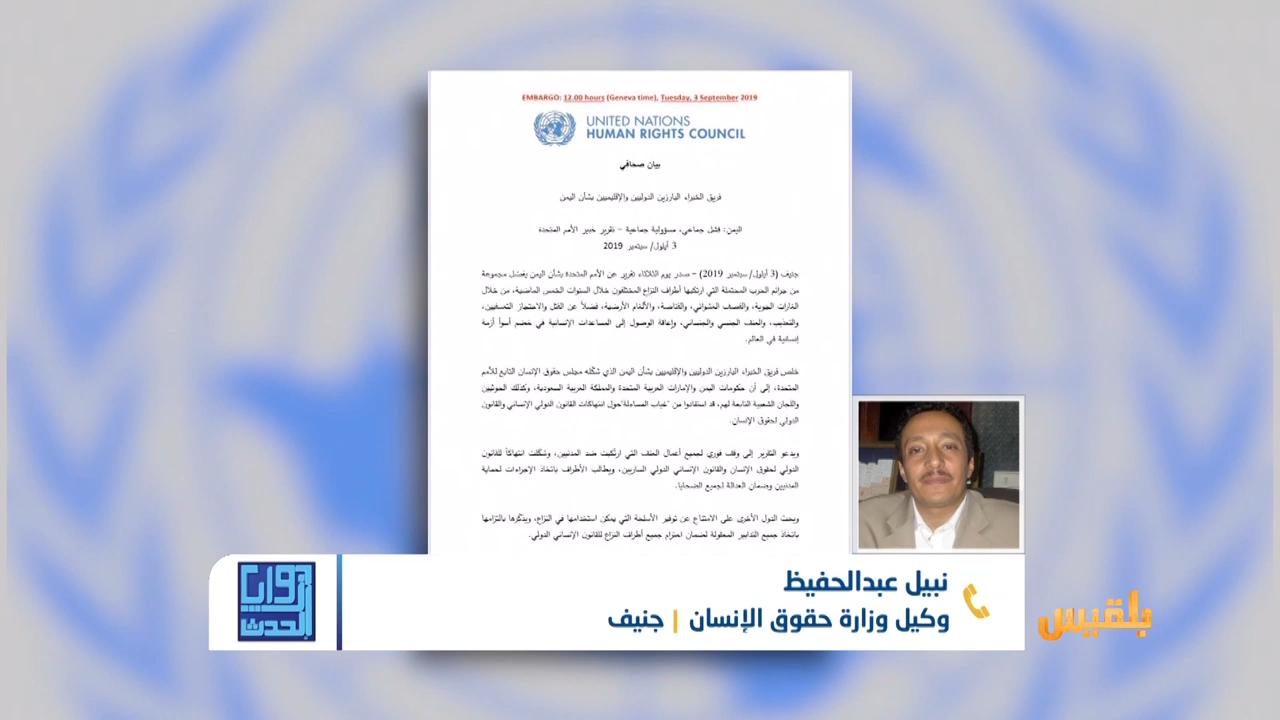 EMBARGO: 12.00 hours (Geneva time), Tuesday, 3 September 2019
UNITED NATIONS
HUMAN RIGHTS COUNCIL
بيان صحافي
فريق الخبراء البارزين الدوليين والإقليميين بشأن اليمن
اليمن: فشل جماعي، مسؤولية جماعية – تقرير خبير الأمم المتحدة
3 أيلول/ سبتمبر 2019
جنيف (3 أيلول/ سبتمبر 2019) – صدر يوم الثلاثاء تقرير عن الأمم المتحدة بشأن اليمن يفصّل مجموعة
من جرائم الحرب المحتملة التي ارتكبها أطراف النزاع المختلفون خلال السنوات الخمس الماضية، من خلال
الغارات الجوية، والقصف العشوائي، والقناصة، والألغام الأرضية، فضلاً عن القتل والاحتجاز التعسفيين،
والتعذيب، والعنف الجنسي والجنساني، وإعاقة الوصول إلى المساعدات الإنسانية في خضم أسوأ أزمة
إنسانية في العالم.
خلص فريق الخبراء البارزين الدوليين والإقليميين بشأن اليمن الذي شكّله مجلس حقوق الإنسان التابع للأمم
المتحدة، إلى أن حكومات اليمن والإمارات العربية المتحدة والمملكة العربية السعودية، وكذلك الحوثيين
واللجان الشعبية التابعة لهم، قد استفادوا من "غياب المساءلة"حول انتهاكات القانون الدولي الإنساني والقانون
الدولي لحقوق الإنسان.
ويدعو التقرير إلى وقف فوري لجميع أعمال العنف التي ارتُكبت ضد المدنيين، وشكّلت انتهاكاً للقانون
الدولي لحقوق الإنسان والقانون الإنساني الدولي الساريين، ويطالب الأطراف باتخاذ الإجراءات لحماية
المدنيين وضمان العدالة لجميع الضحايا.
ويحث الدول الأخرى على الامتناع عن توفير الأسلحة التي يمكن استخدامها في النزاع، ويذكّرها بالتزامها
باتخاذ جميع التدابير المعقولة لضمان احترام جميع أطراف النزاع للقانون الإنساني الدولي.
نبيل عبدالحفيظ
وكيل وزارة حقوق الإنسان | جنيف
بلقيس